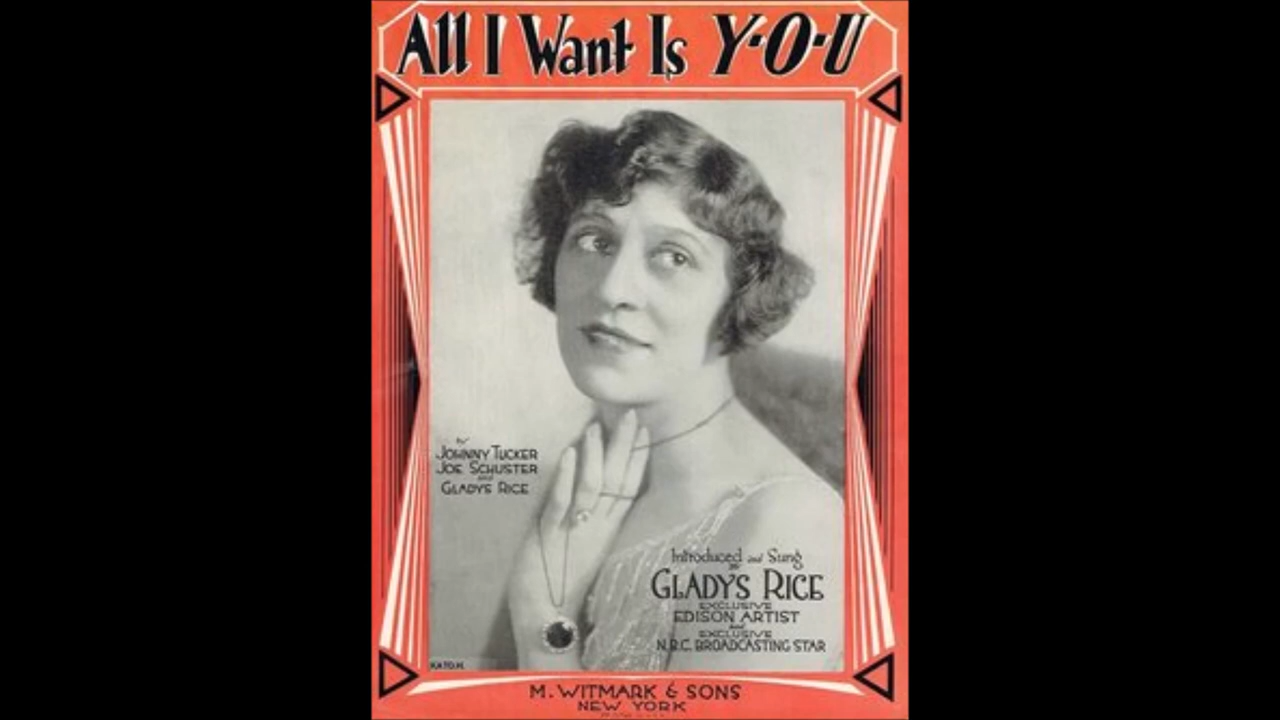 All I Want Is Y·O·U
by
JOHNNY TUCKER
JOE SCHUSTER
and
GLADYS RICE
Introduced and Sung
by
GLADYS RICE
EXCLUSIVE
EDISON ARTIST
and
EXCLUSIVE
N.B.C. BROADCASTING STAR
M. WITMARK & SONS
NEW YORK